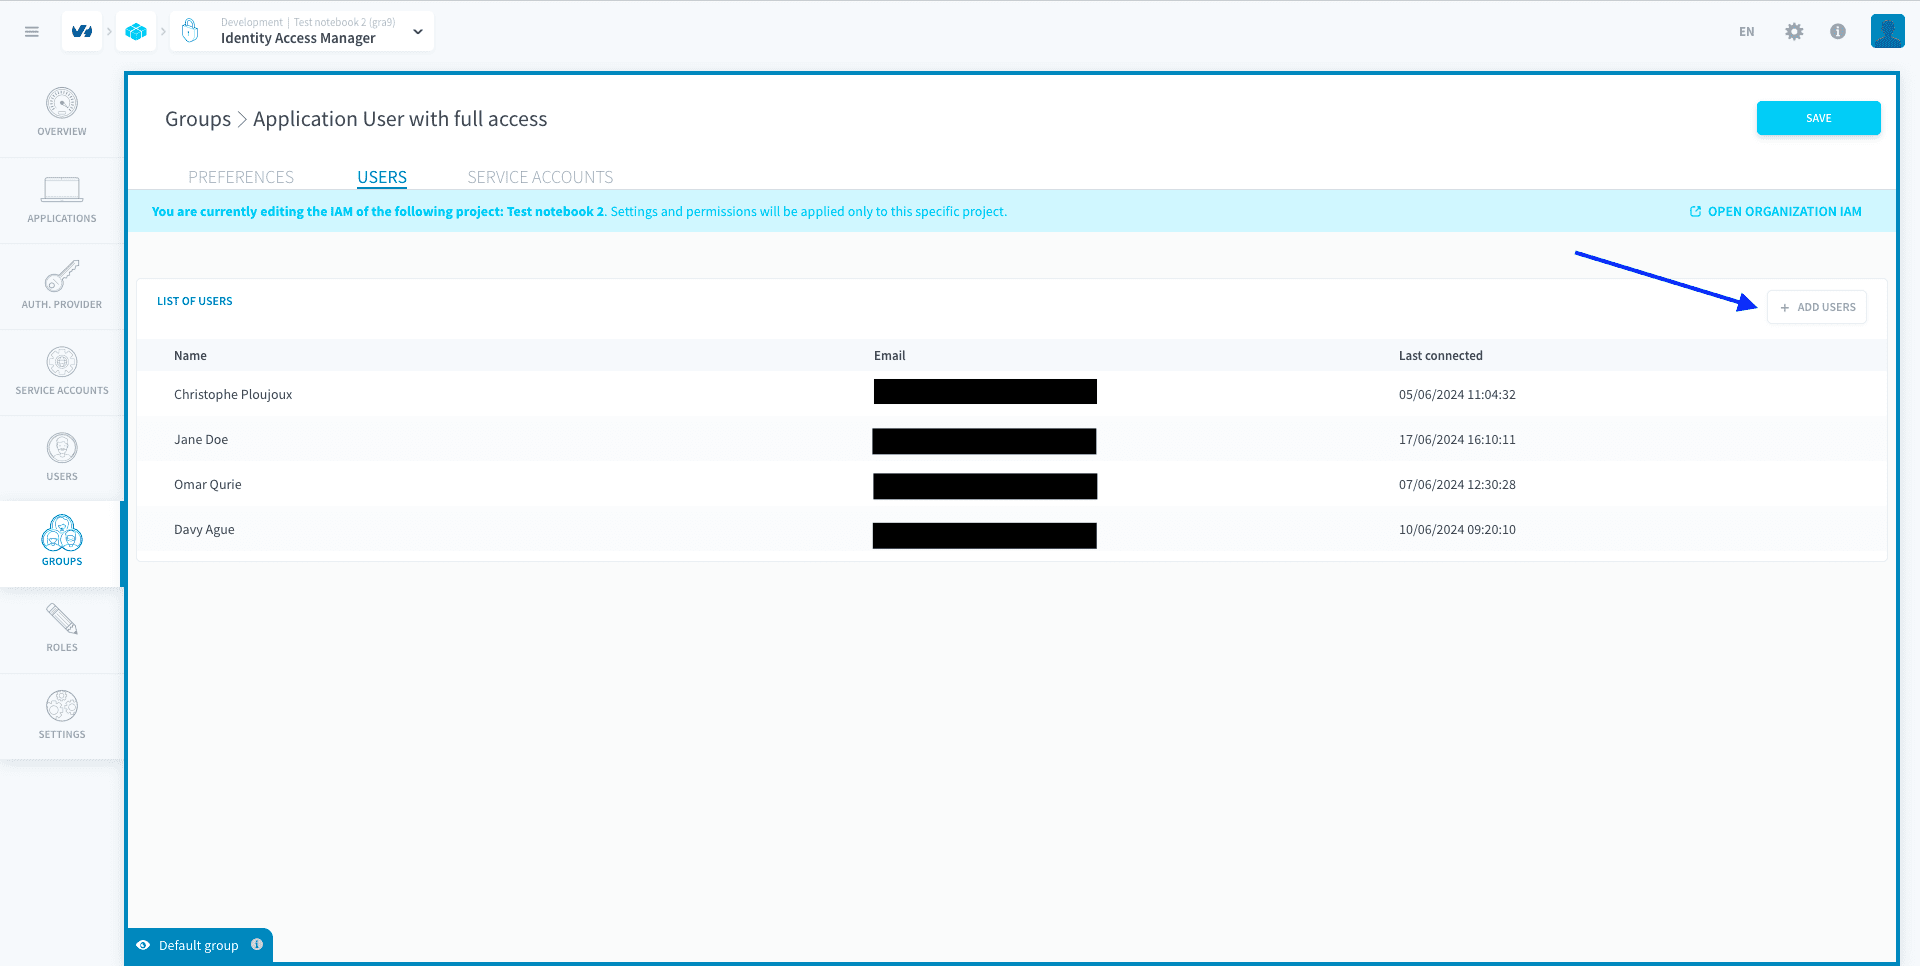 Development | Test notebook 2 (gra9)
Identity Access Manager
EN
OVERVIEW
APPLICATIONS
AUTH. PROVIDER
SERVICE ACCOUNTS
USERS
GROUPS
ROLES
SETTINGS
Groups > Application User with full access
SAVE
PREFERENCES USERS SERVICE ACCOUNTS
You are currently editing the IAM of the following project: Test notebook 2. Settings and permissions will be applied only to this specific project.
OPEN ORGANIZATION IAM
LIST OF USERS
+ ADD USERS
Name Email Last connected
Christophe Ploujoux 05/06/2024 11:04:32
Jane Doe 17/06/2024 16:10:11
Omar Qurie 07/06/2024 12:30:28
Davy Ague 10/06/2024 09:20:10
Default group